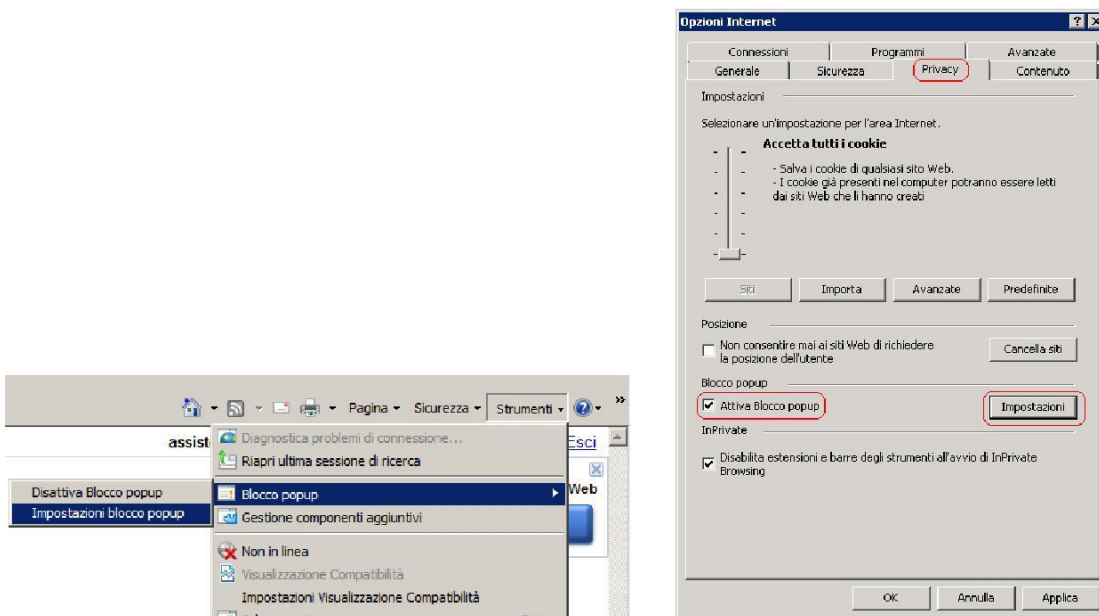 Pagina Sicurezza Strumenti »
assist Esci
Diagnostica problemi di connessione...
Riapri ultima sessione di ricerca
Web
Disattiva Blocco popup
Impostazioni blocco popup
Blocco popup
Gestione componenti aggiuntivi
Non in linea
Visualizzazione Compatibilità
Impostazioni Visualizzazione Compatibilità
Opzioni Internet
Connessioni Programmi Avanzate
Generale Sicurezza Privacy Contenuto
Impostazioni
Selezionare un'impostazione per l'area Internet.
Accetta tutti i cookie
- Salva i cookie di qualsiasi sito Web.
- I cookie già presenti nel computer potranno essere letti
dai siti Web che li hanno creati
Siti Importa Avanzate Predefinite
Posizione
Non consentire mai ai siti Web di richiedere
la posizione dell'utente
Cancella siti
Blocco popup
Attiva Blocco popup Impostazioni
InPrivate
Disabilita estensioni e barre degli strumenti all'avvio di InPrivate
Browsing
OK Annulla Applica